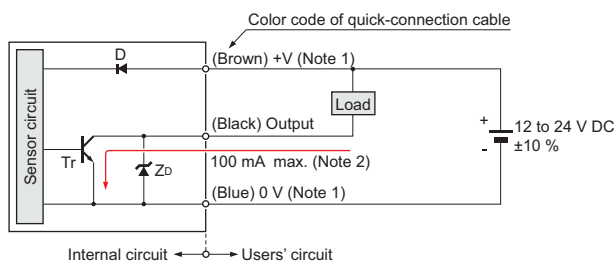 Color code of quick-connection cable
D
(Brown) +V (Note 1)
Sensor circuit
Load
(Black) Output
+
12 to 24 V DC
±10 %
-
Tr
ZD
100 mA max. (Note 2)
(Blue) 0 V (Note 1)
Internal circuit
Users' circuit